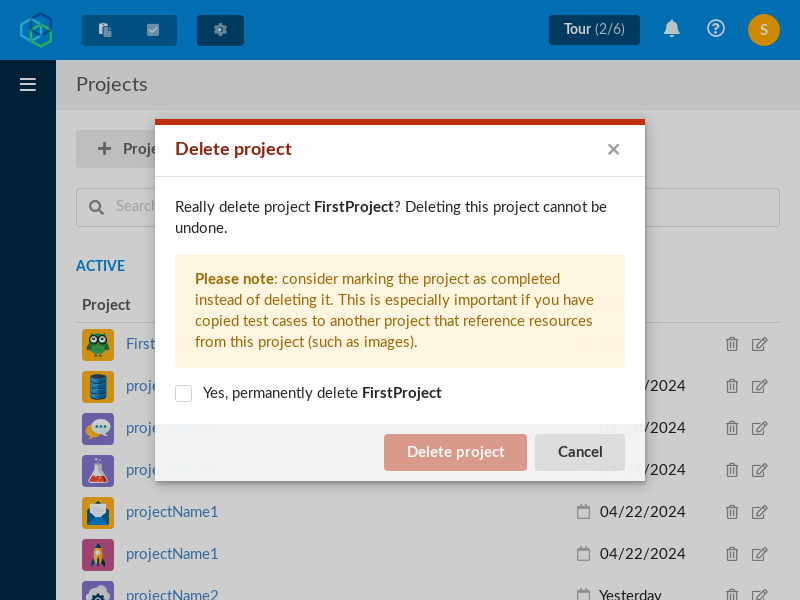 Tour (2/6)
S
Projects
Delete project
Proje
Search
Really delete project FirstProject? Deleting this project cannot be
undone.
Please note: consider marking the project as completed
instead of deleting it. This is especially important if you have
copied test cases to another project that reference resources
from this project (such as images).
Yes, permanently delete FirstProject
Delete project
Cancel
ACTIVE
Project
First
proje
04/20/2024
proje
proje
projectName1
04/22/2024
projectName1
04/22/2024
projectName2
Yesterday